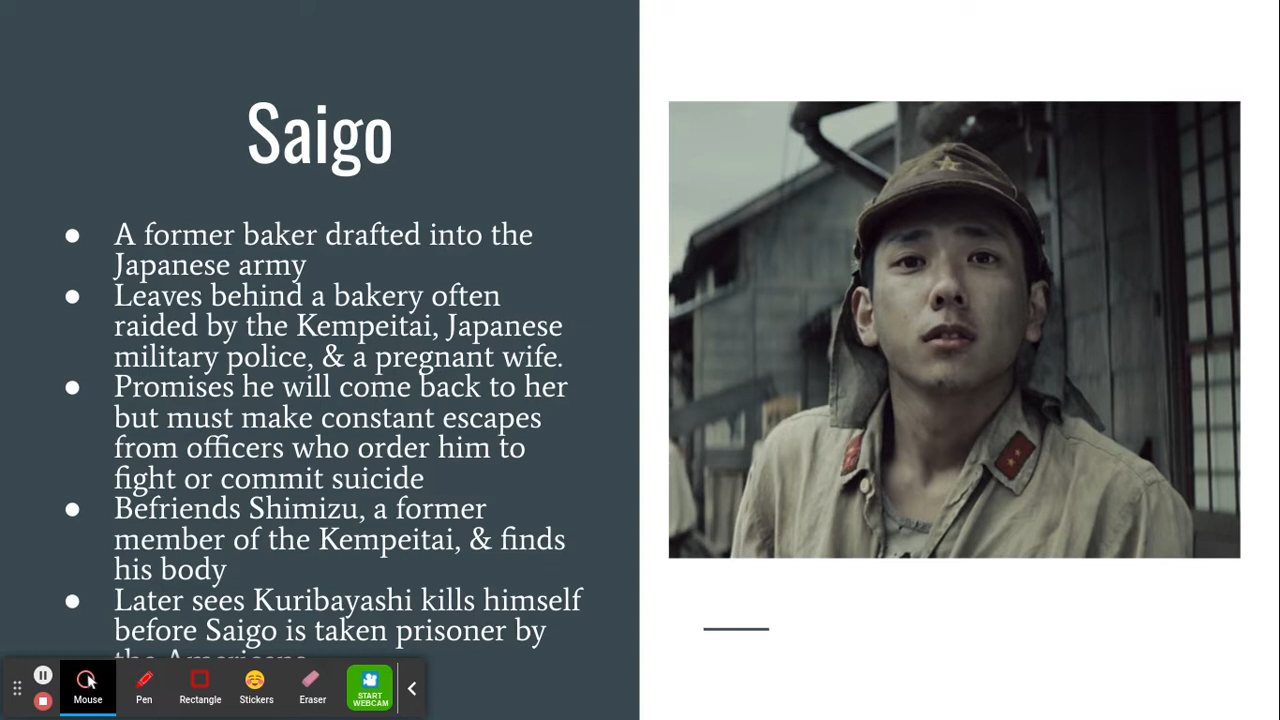 Saigo
● A former baker drafted into the
Japanese army
● Leaves behind a bakery often
raided by the Kempeitai, Japanese
military police, & a pregnant wife.
● Promises he will come back to her
but must make constant escapes
from officers who order him to
fight or commit suicide
● Befriends Shimizu, a former
member of the Kempeitai, & finds
his body
● Later sees Kuribayashi kills himself
before Saigo is taken prisoner by
the Americans
Mouse
Pen
Rectangle
Stickers
Eraser
START
WEBCAM